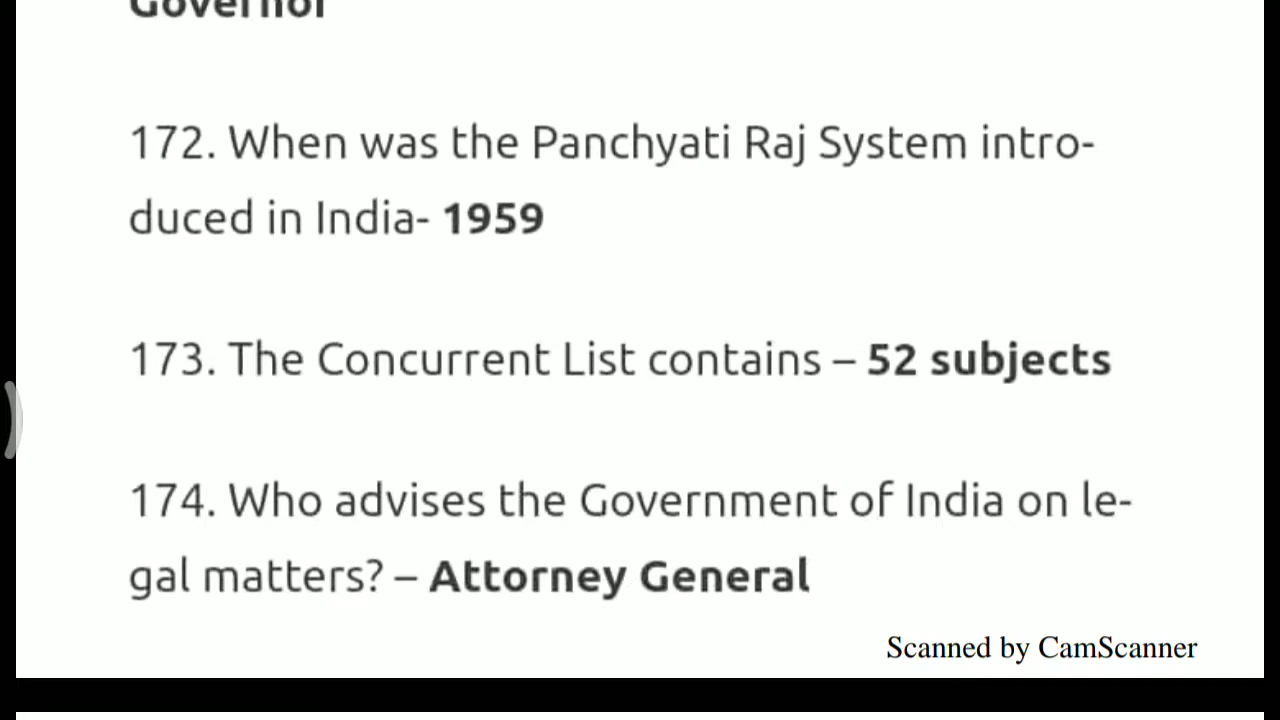 Governor
172. When was the Panchyati Raj System intro-
duced in India- 1959
173. The Concurrent List contains – 52 subjects
174. Who advises the Government of India on le-
gal matters? – Attorney General
Scanned by CamScanner